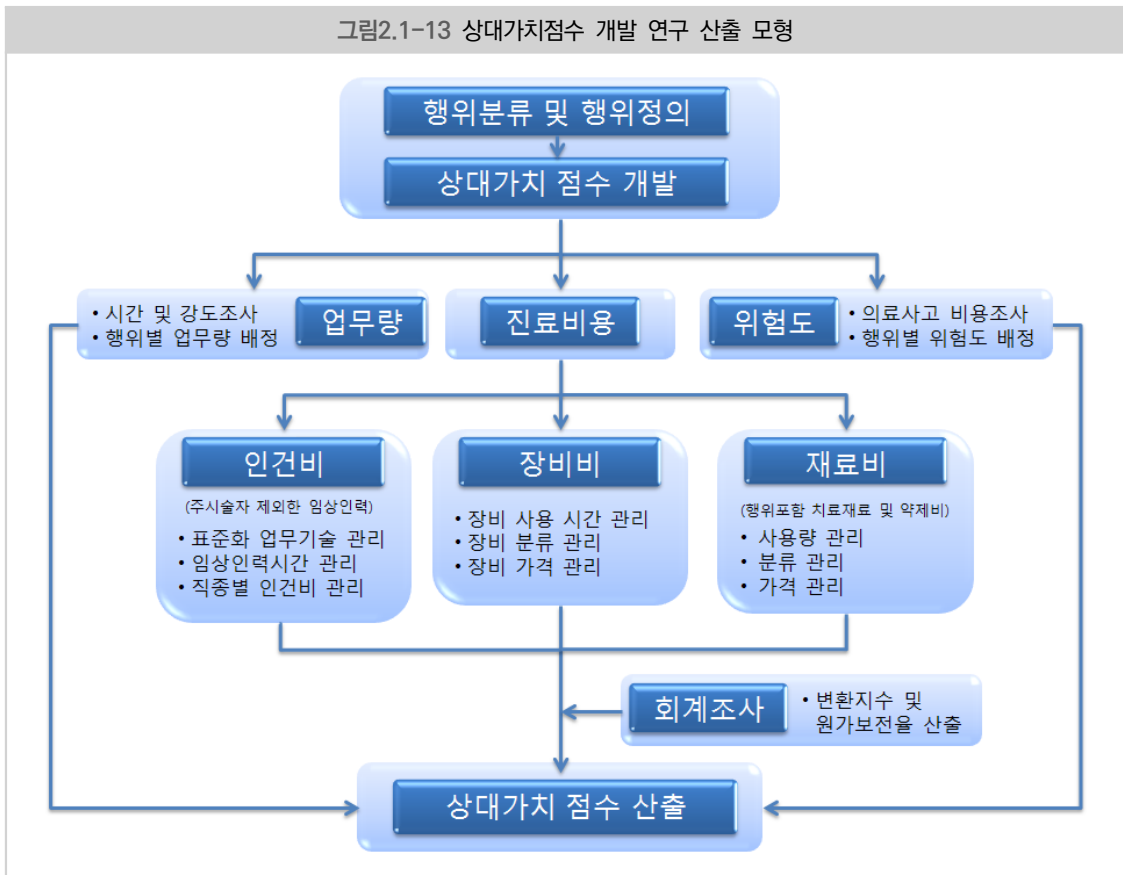 그림2.1-13 상대가치점수 개발 연구 산출 모형
행위분류 및 행위정의
상대가치 점수 개발
• 시간 및 강도조사
• 행위별 업무량 배정
업무량
진료비용
위험도
• 의료사고 비용조사
• 행위별 위험도 배정
인건비
(주시술자 제외한 임상인력)
• 표준화 업무기술 관리
• 임상인력시간 관리
• 직종별 인건비 관리
장비비
• 장비 사용 시간 관리
• 장비 분류 관리
• 장비 가격 관리
재료비
(행위포함 치료재료 및 약제비)
• 사용량 관리
• 분류 관리
• 가격 관리
회계조사
• 변환지수 및
원가보전율 산출
상대가치 점수 산출